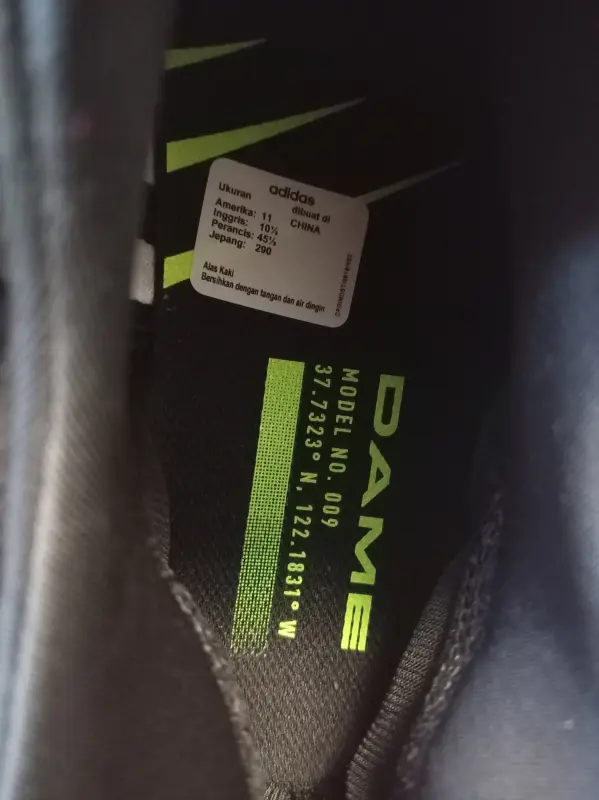 adidas
Ukuran
dibuat di
CHINA
Amerika: 11
Inggris: 10½
Perancis: 45⅓
Jepang: 290
Alas Kaki
Bersihkan dengan tangan dan air dingin
DAME
MODEL NO. 009
37.7323° N, 122.1831° W